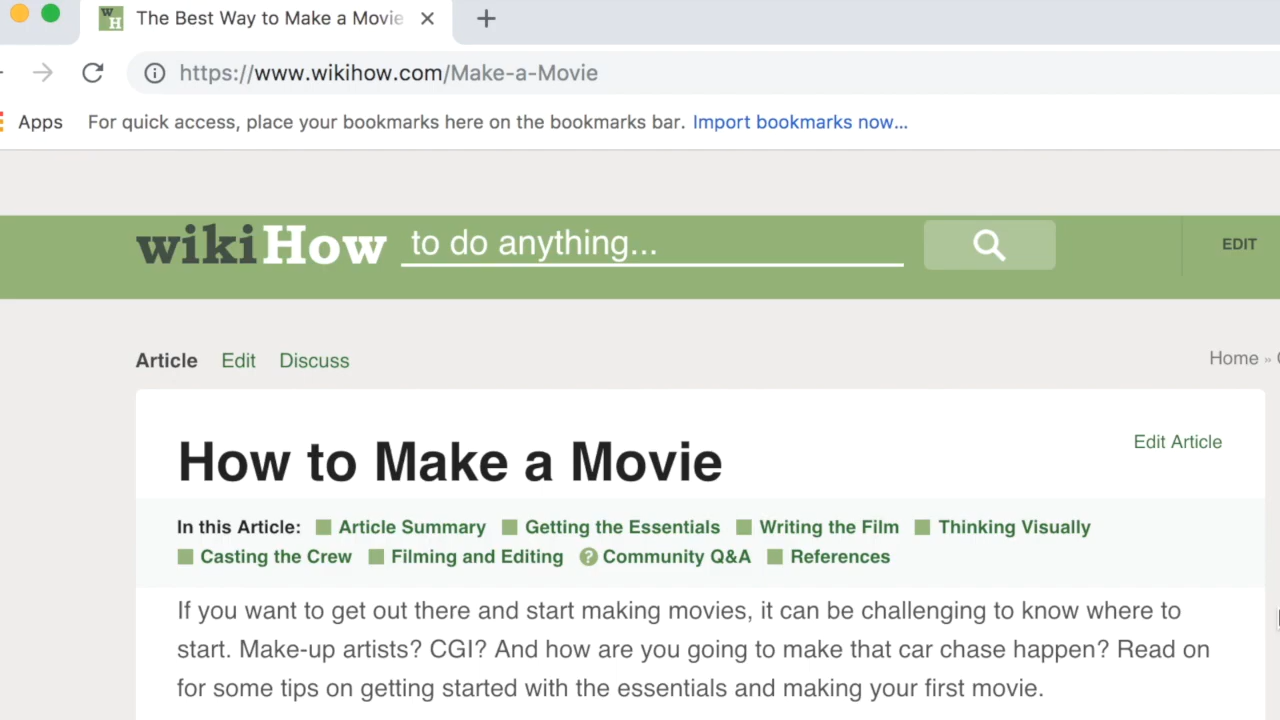 The Best Way to Make a Movie
https://www.wikihow.com/Make-a-Movie
Apps For quick access, place your bookmarks here on the bookmarks bar. Import bookmarks now...
wikiHow to do anything...
EDIT
Article Edit Discuss
Home »
How to Make a Movie
Edit Article
In this Article: Article Summary Getting the Essentials Writing the Film Thinking Visually
Casting the Crew Filming and Editing ? Community Q&A References
If you want to get out there and start making movies, it can be challenging to know where to
start. Make-up artists? CGI? And how are you going to make that car chase happen? Read on
for some tips on getting started with the essentials and making your first movie.